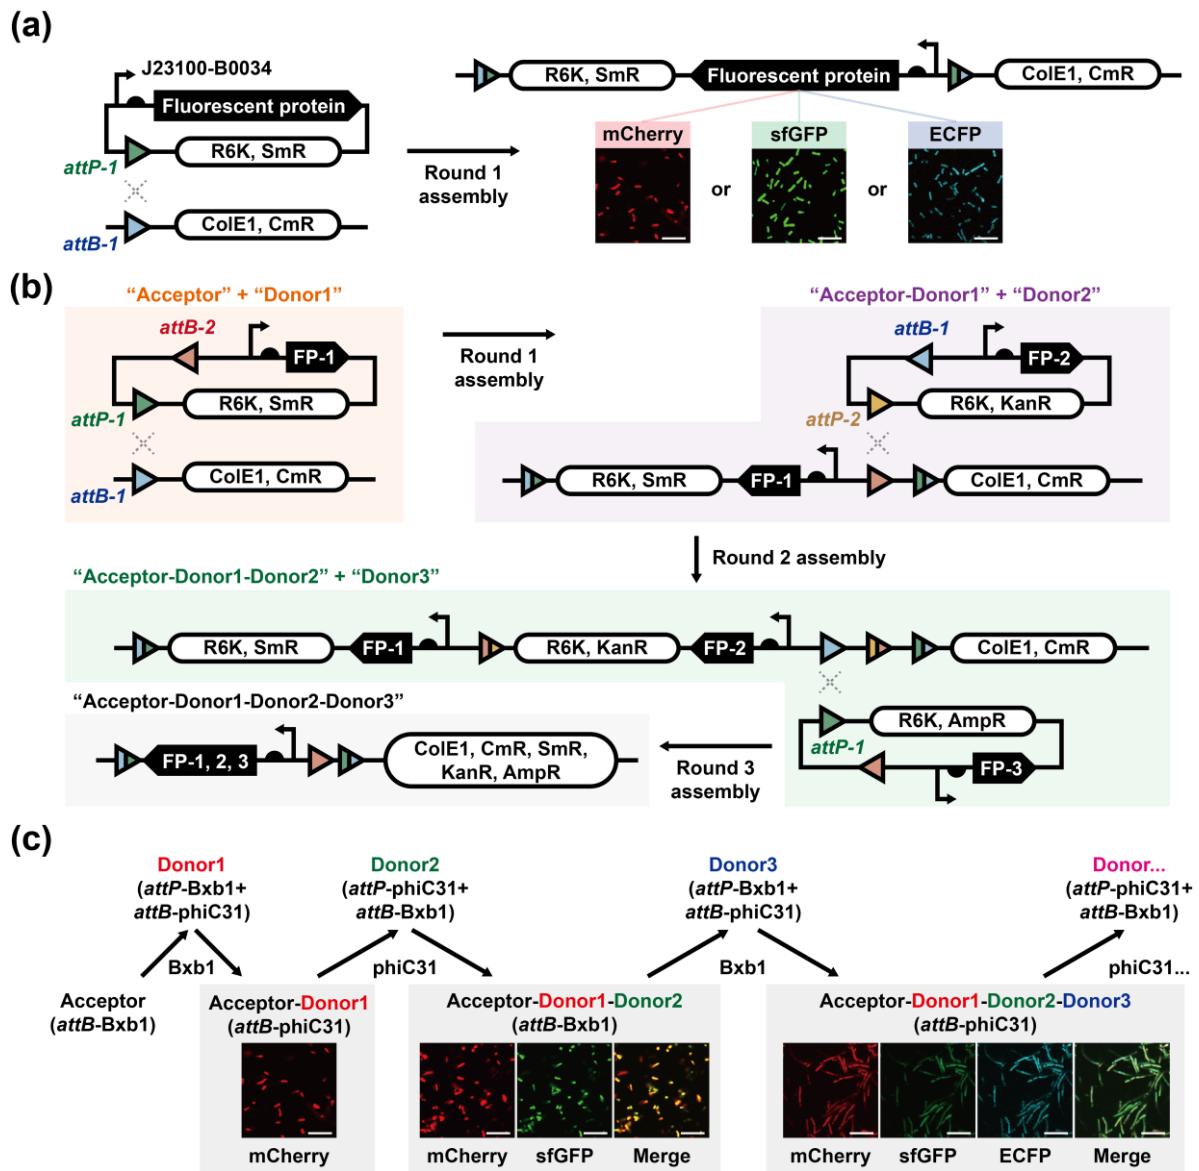 (a)
J23100-B0034
Fluorescent protein
attP-1
R6K, SmR
attB-1
ColE1, CmR
Round 1
assembly
R6K, SmR
Fluorescent protein
ColE1, CmR
mCherry
or
sfGFP
or
ECFP
(b)
“Acceptor” + “Donor1”
attB-2
FP-1
attP-1
R6K, SmR
attB-1
ColE1, CmR
Round 1
assembly
“Acceptor-Donor1” + “Donor2”
attB-1
FP-2
attP-2
R6K, KanR
R6K, SmR
FP-1
ColE1, CmR
Round 2 assembly
“Acceptor-Donor1-Donor2” + “Donor3”
R6K, SmR
FP-1
R6K, KanR
FP-2
ColE1, CmR
attP-1
R6K, AmpR
FP-3
Round 3
assembly
“Acceptor-Donor1-Donor2-Donor3”
FP-1, 2, 3
ColE1, CmR, SmR,
KanR, AmpR
(c)
Donor1
(attP-Bxb1+
attB-phiC31)
Donor2
(attP-phiC31+
attB-Bxb1)
Donor3
(attP-Bxb1+
attB-phiC31)
Donor...
(attP-phiC31+
attB-Bxb1)
Bxb1
phiC31
Bxb1
phiC31...
Acceptor
(attB-Bxb1)
Acceptor-Donor1
(attB-phiC31)
mCherry
Acceptor-Donor1-Donor2
(attB-Bxb1)
mCherry
sfGFP
Merge
Acceptor-Donor1-Donor2-Donor3
(attB-phiC31)
mCherry
sfGFP
ECFP
Merge